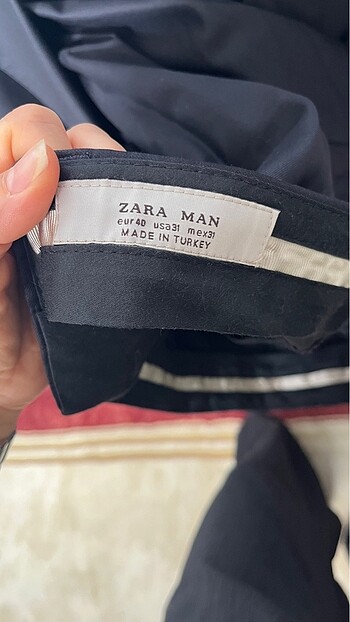 ZARA MAN
eur40 usa31 mex31
MADE IN TURKEY